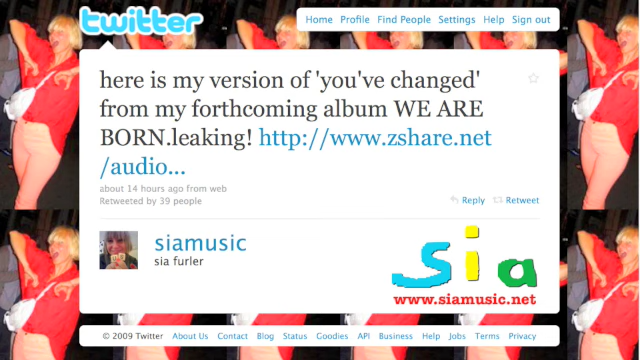 twitter
Home Profile Find People Settings Help Sign out
here is my version of 'you've changed'
from my forthcoming album WE ARE
BORN.leaking! http://www.zshare.net
/audio...
about 14 hours ago from web
Retweeted by 39 people
Reply Retweet
siamusic
sia furler
sia
www.siamusic.net
© 2009 Twitter About Us Contact Blog Status Goodies API Business Help Jobs Terms Privacy